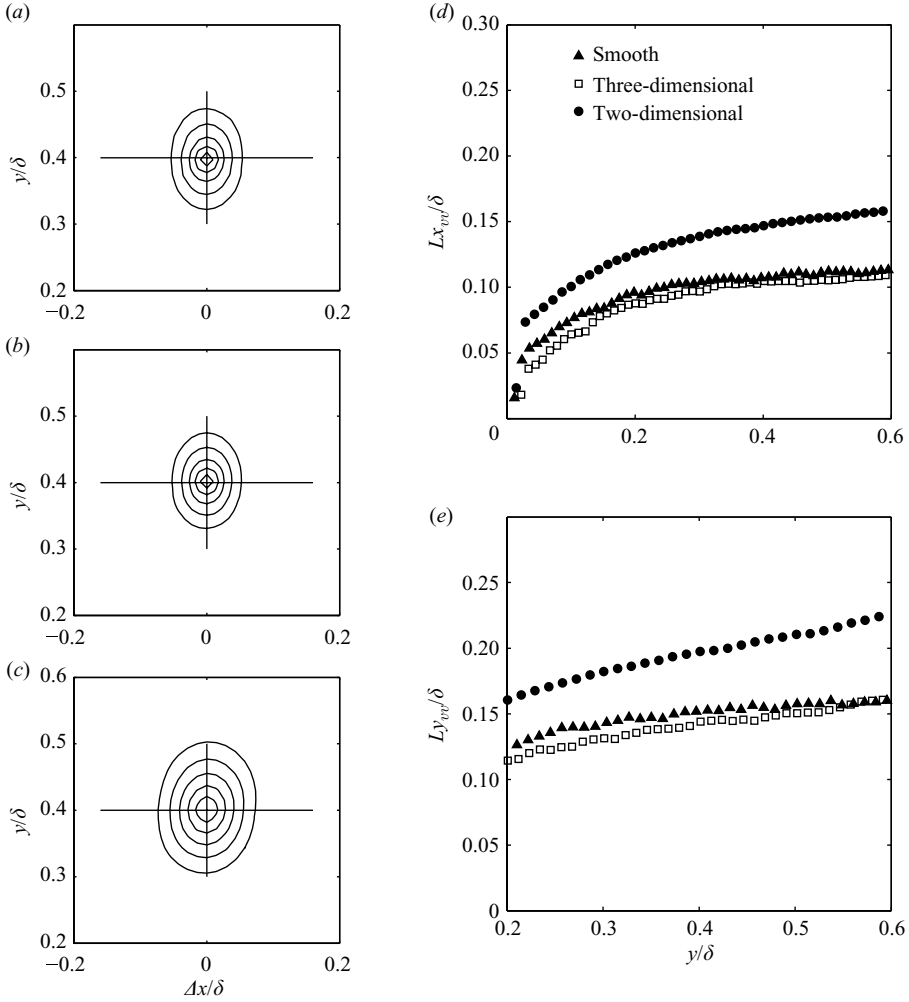 (a)
0.5
0.4
0.3
0.2
y/δ
−0.2
0
0.2
(b)
0.5
0.4
0.3
0.2
y/δ
−0.2
0
0.2
(c)
0.6
0.5
0.4
0.3
0.2
y/δ
−0.2
0
0.2
Δx/δ
(d)
0.30
0.25
0.20
0.15
0.10
0.05
0
Lx_vv/δ
Smooth
Three-dimensional
Two-dimensional
0.2
0.4
0.6
(e)
0.25
0.20
0.15
0.10
0.05
0
Ly_vv/δ
0.2
0.3
0.4
0.5
0.6
y/δ